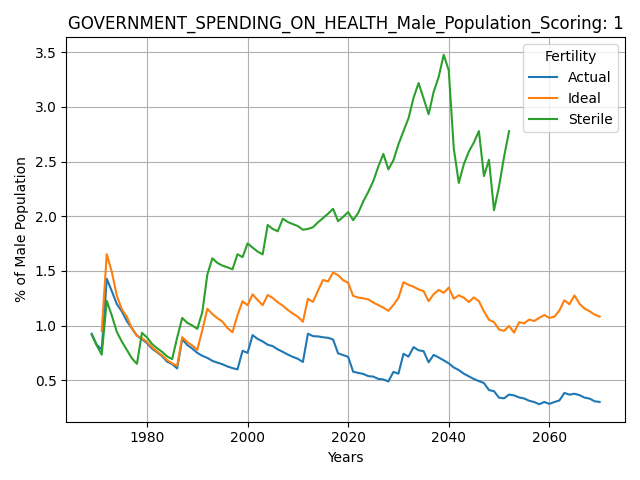 GOVERNMENT_SPENDING_ON_HEALTH_Male_Population_Scoring: 1
Fertility
Actual
Ideal
Sterile
% of Male Population
3.5
3.0
2.5
2.0
1.5
1.0
0.5
1980 2000 2020 2040 2060
Years